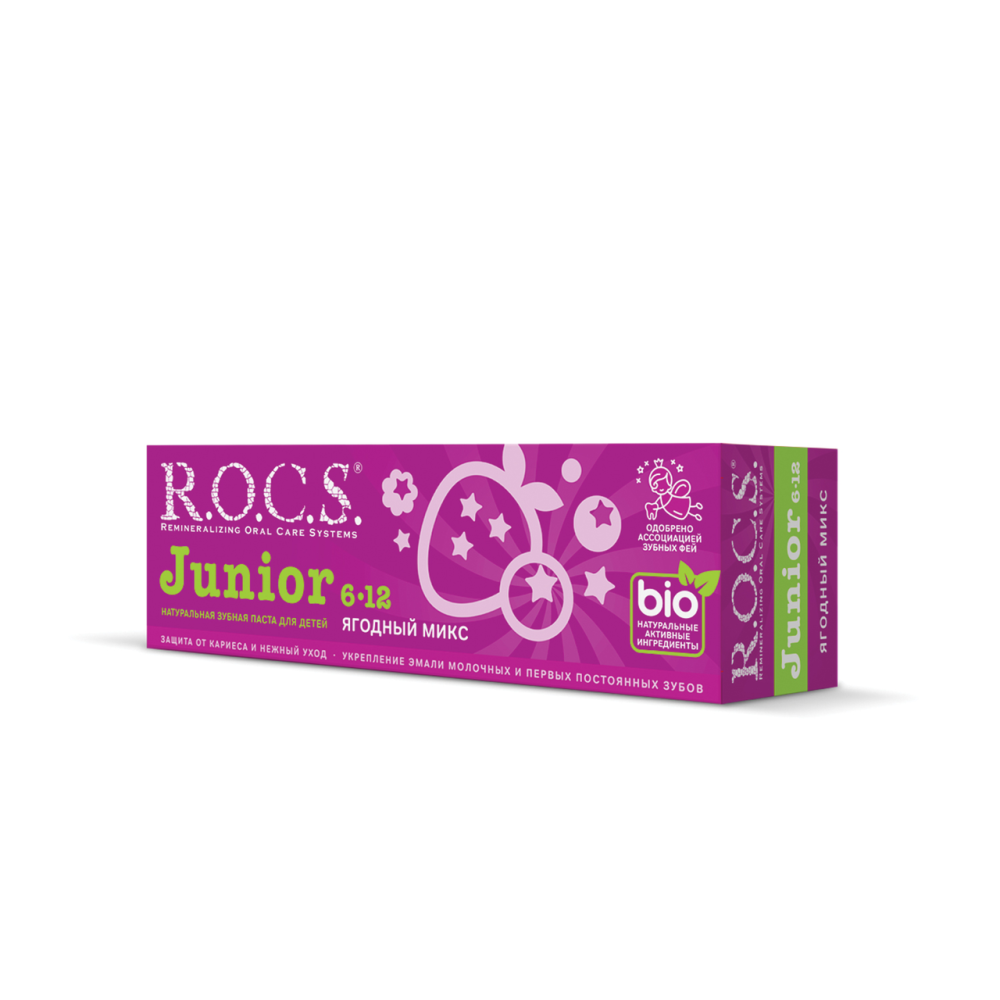 R.O.C.S.®
REMINERALIZING ORAL CARE SYSTEMS
Junior 6·12
НАТУРАЛЬНАЯ ЗУБНАЯ ПАСТА ДЛЯ ДЕТЕЙ
ЯГОДНЫЙ МИКС
ЗАЩИТА ОТ КАРИЕСА И НЕЖНЫЙ УХОД · УКРЕПЛЕНИЕ ЭМАЛИ МОЛОЧНЫХ И ПЕРВЫХ ПОСТОЯННЫХ ЗУБОВ
ОДОБРЕНО
АССОЦИАЦИЕЙ
ЗУБНЫХ ФЕЙ
bio
НАТУРАЛЬНЫЕ
АКТИВНЫЕ
ИНГРЕДИЕНТЫ
R.O.C.S.®
REMINERALIZING ORAL CARE SYSTEMS
Junior 6·12
ЯГОДНЫЙ МИКС